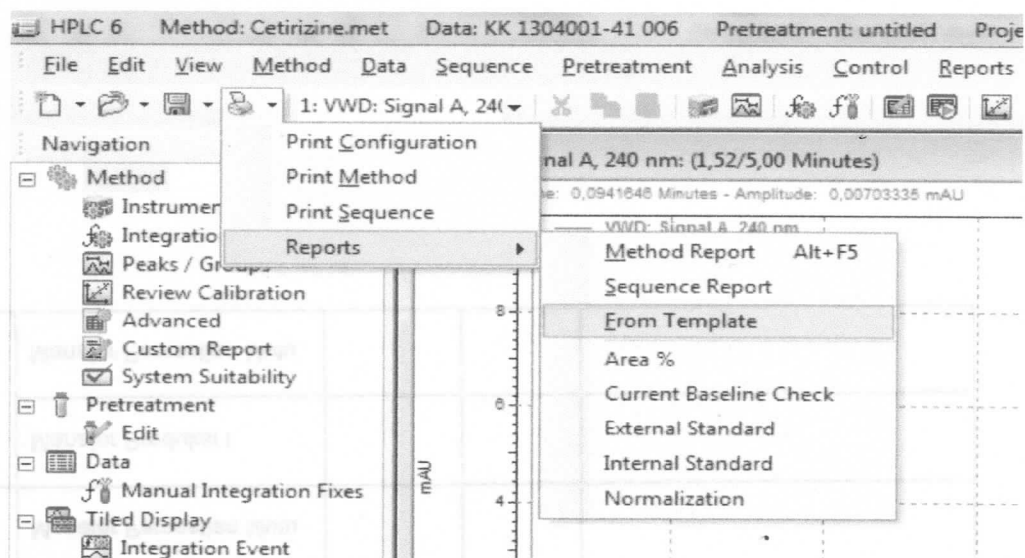 HPLC 6 Method: Cetirizine.met Data: KK 1304001-41 006 Pretreatment: untitled Proje
File Edit View Method Data Sequence Pretreatment Analysis Control Reports
1: VWD: Signal A, 24(
Navigation
Print Configuration
Print Method
Print Sequence
Reports
nal A, 240 nm: (1,52/5,00 Minutes)
ne: 0,0941646 Minutes - Amplitude: 0,00703335 mAU
VWD: Signal A, 240 nm
Method Report Alt+F5
Sequence Report
From Template
Area %
Current Baseline Check
External Standard
Internal Standard
Normalization
Method
Instrumen
Integratio
Peaks / Groups
Review Calibration
Advanced
Custom Report
System Suitability
Pretreatment
Edit
Data
Manual Integration Fixes
Tiled Display
Integration Event
8
6
4
mAU